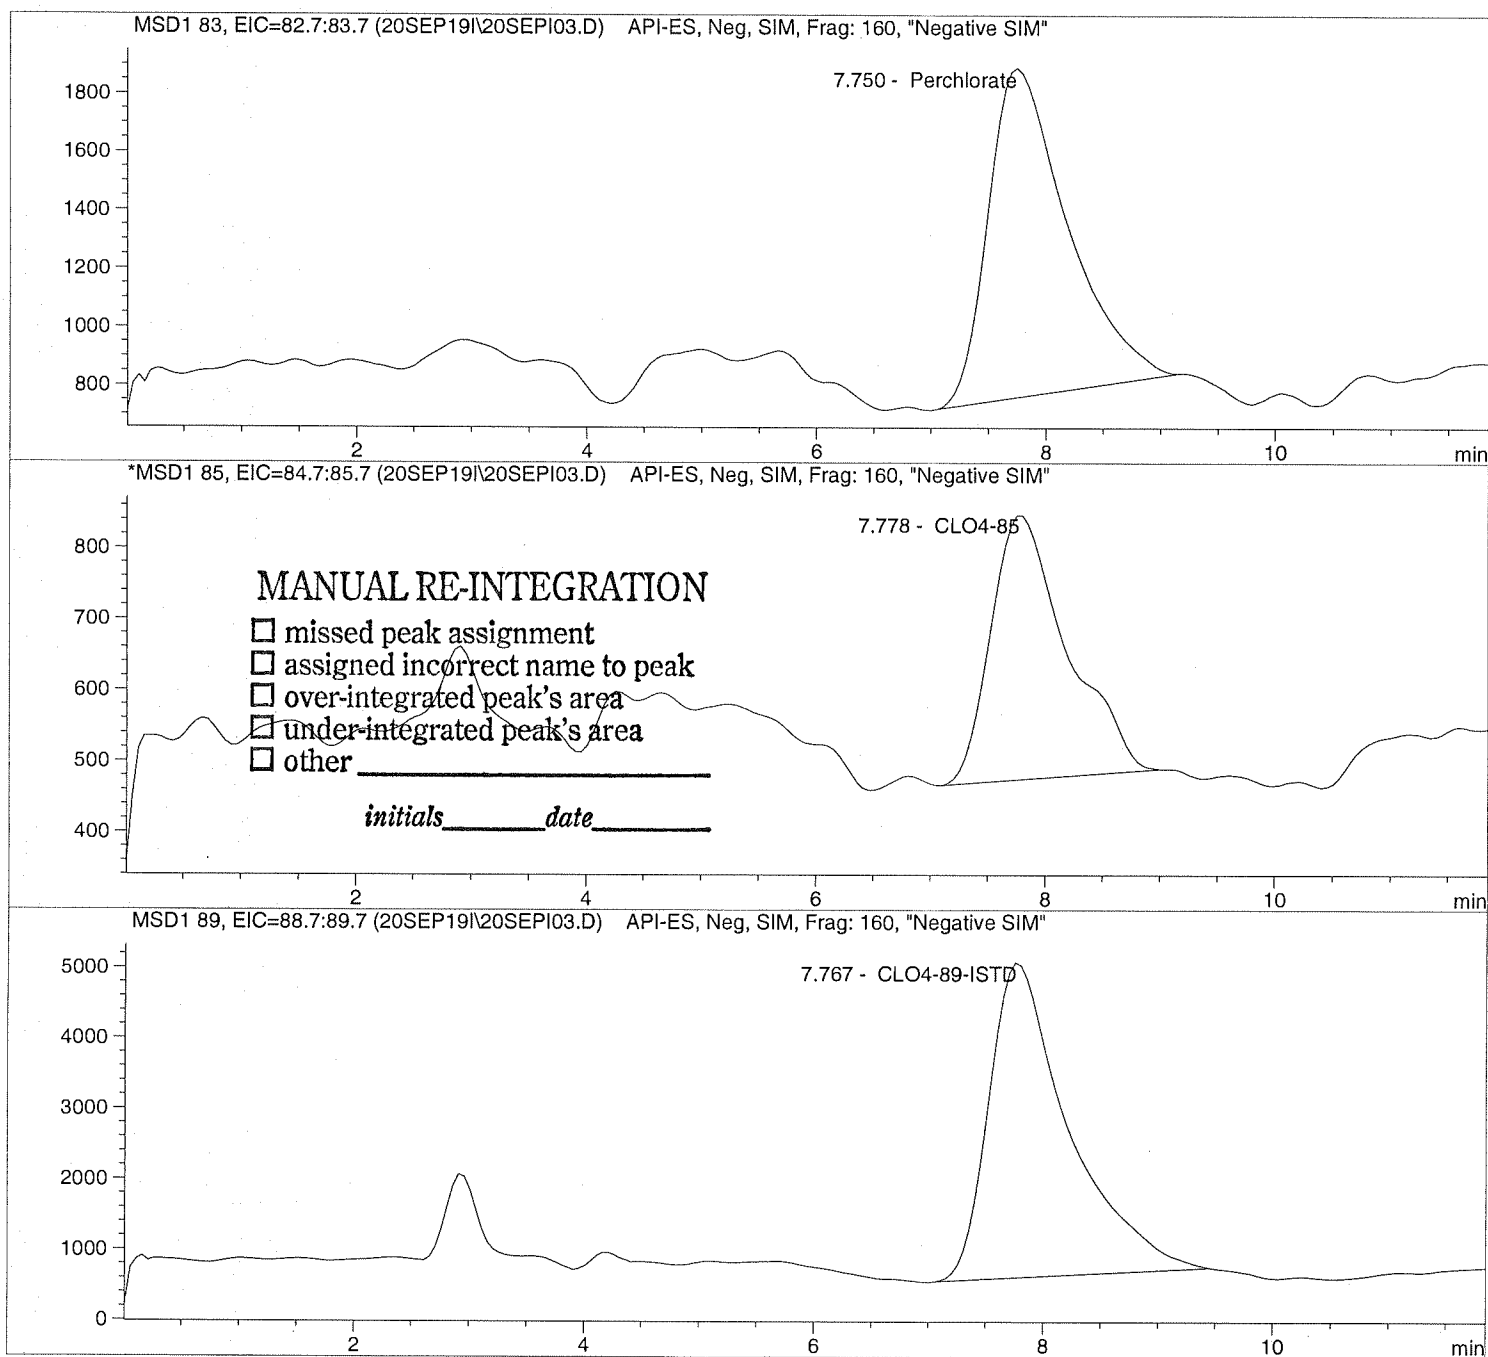 MSD1 83, EIC=82.7:83.7 (20SEP19I\20SEPI03.D) API-ES, Neg, SIM, Frag: 160, "Negative SIM"
7.750 - Perchlorate
1800
1600
1400
1200
1000
800
2 4 6 8 10 min
*MSD1 85, EIC=84.7:85.7 (20SEP19I\20SEPI03.D) API-ES, Neg, SIM, Frag: 160, "Negative SIM"
7.778 - CLO4-85
800
700
600
500
400
MANUAL RE-INTEGRATION
☐ missed peak assignment
☐ assigned incorrect name to peak
☐ over-integrated peak's area
☐ under-integrated peak's area
☐ other
initials______date______
2 4 6 8 10 min
MSD1 89, EIC=88.7:89.7 (20SEP19I\20SEPI03.D) API-ES, Neg, SIM, Frag: 160, "Negative SIM"
7.767 - CLO4-89-ISTD
5000
4000
3000
2000
1000
0
2 4 6 8 10 min